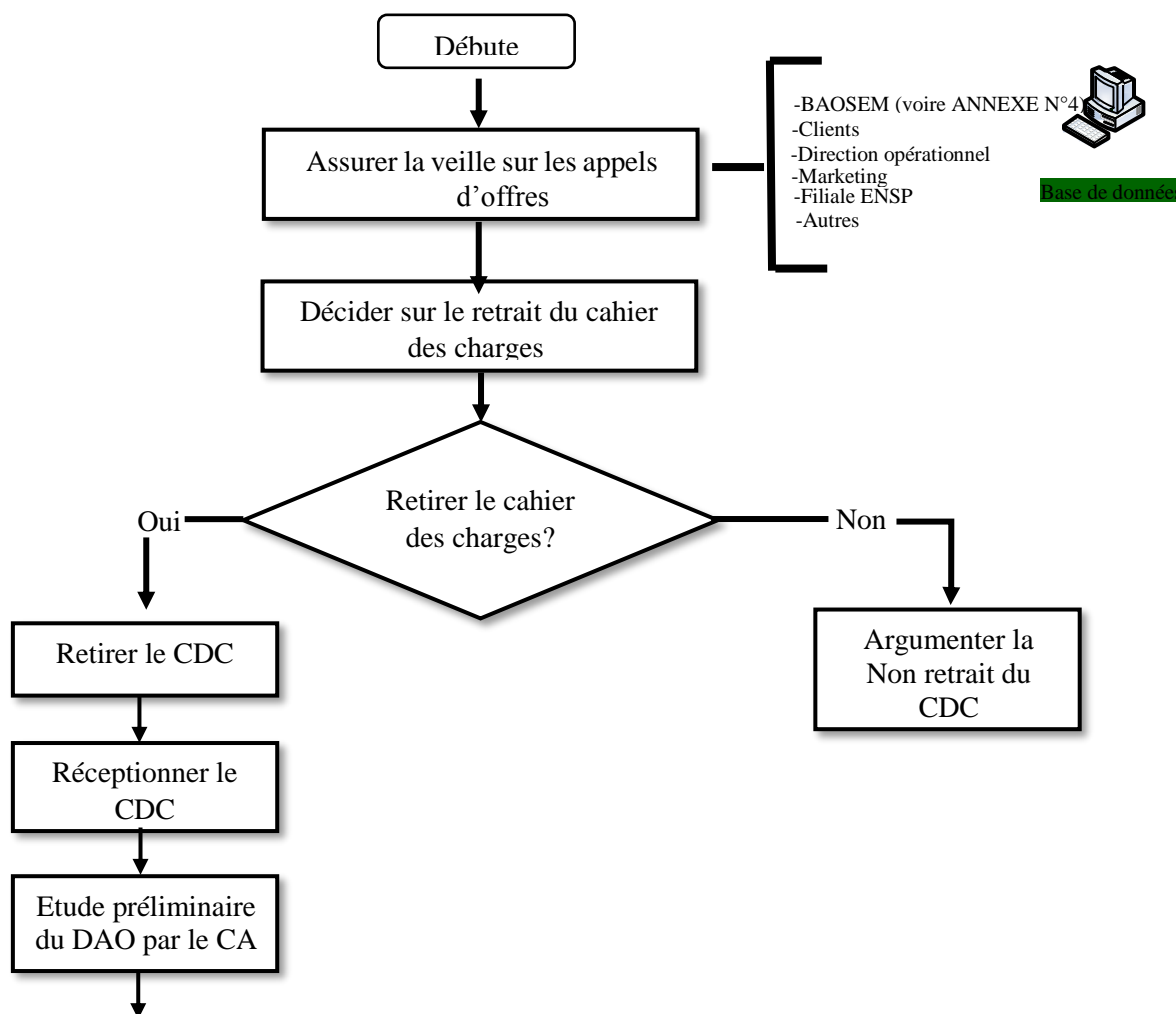 Débute
Assurer la veille sur les appels
d’offres
-BAOSEM (voire ANNEXE N°4)
-Clients
-Direction opérationnel
-Marketing
-Filiale ENSP
-Autres
Base de données
Décider sur le retrait du cahier
des charges
Retirer le cahier
des charges?
Oui
Non
Retirer le CDC
Argumenter la
Non retrait du
CDC
Réceptionner le
CDC
Etude préliminaire
du DAO par le CA